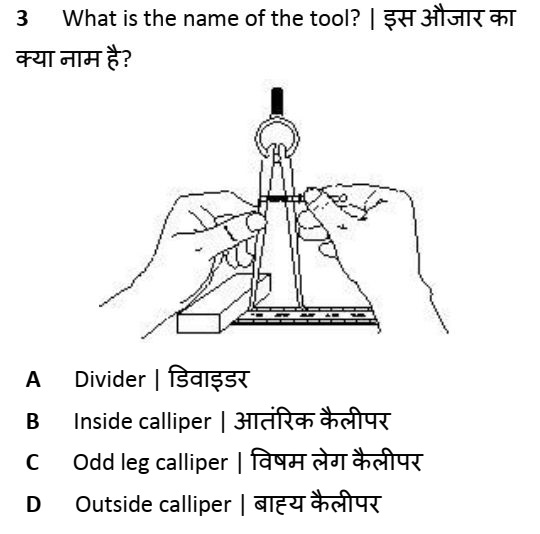 3 What is the name of the tool? | इस औजार का
क्या नाम है?
A Divider | डिवाइडर
B Inside calliper | आतंरिक कैलीपर
C Odd leg calliper | विषम लेग कैलीपर
D Outside calliper | बाह्य कैलीपर